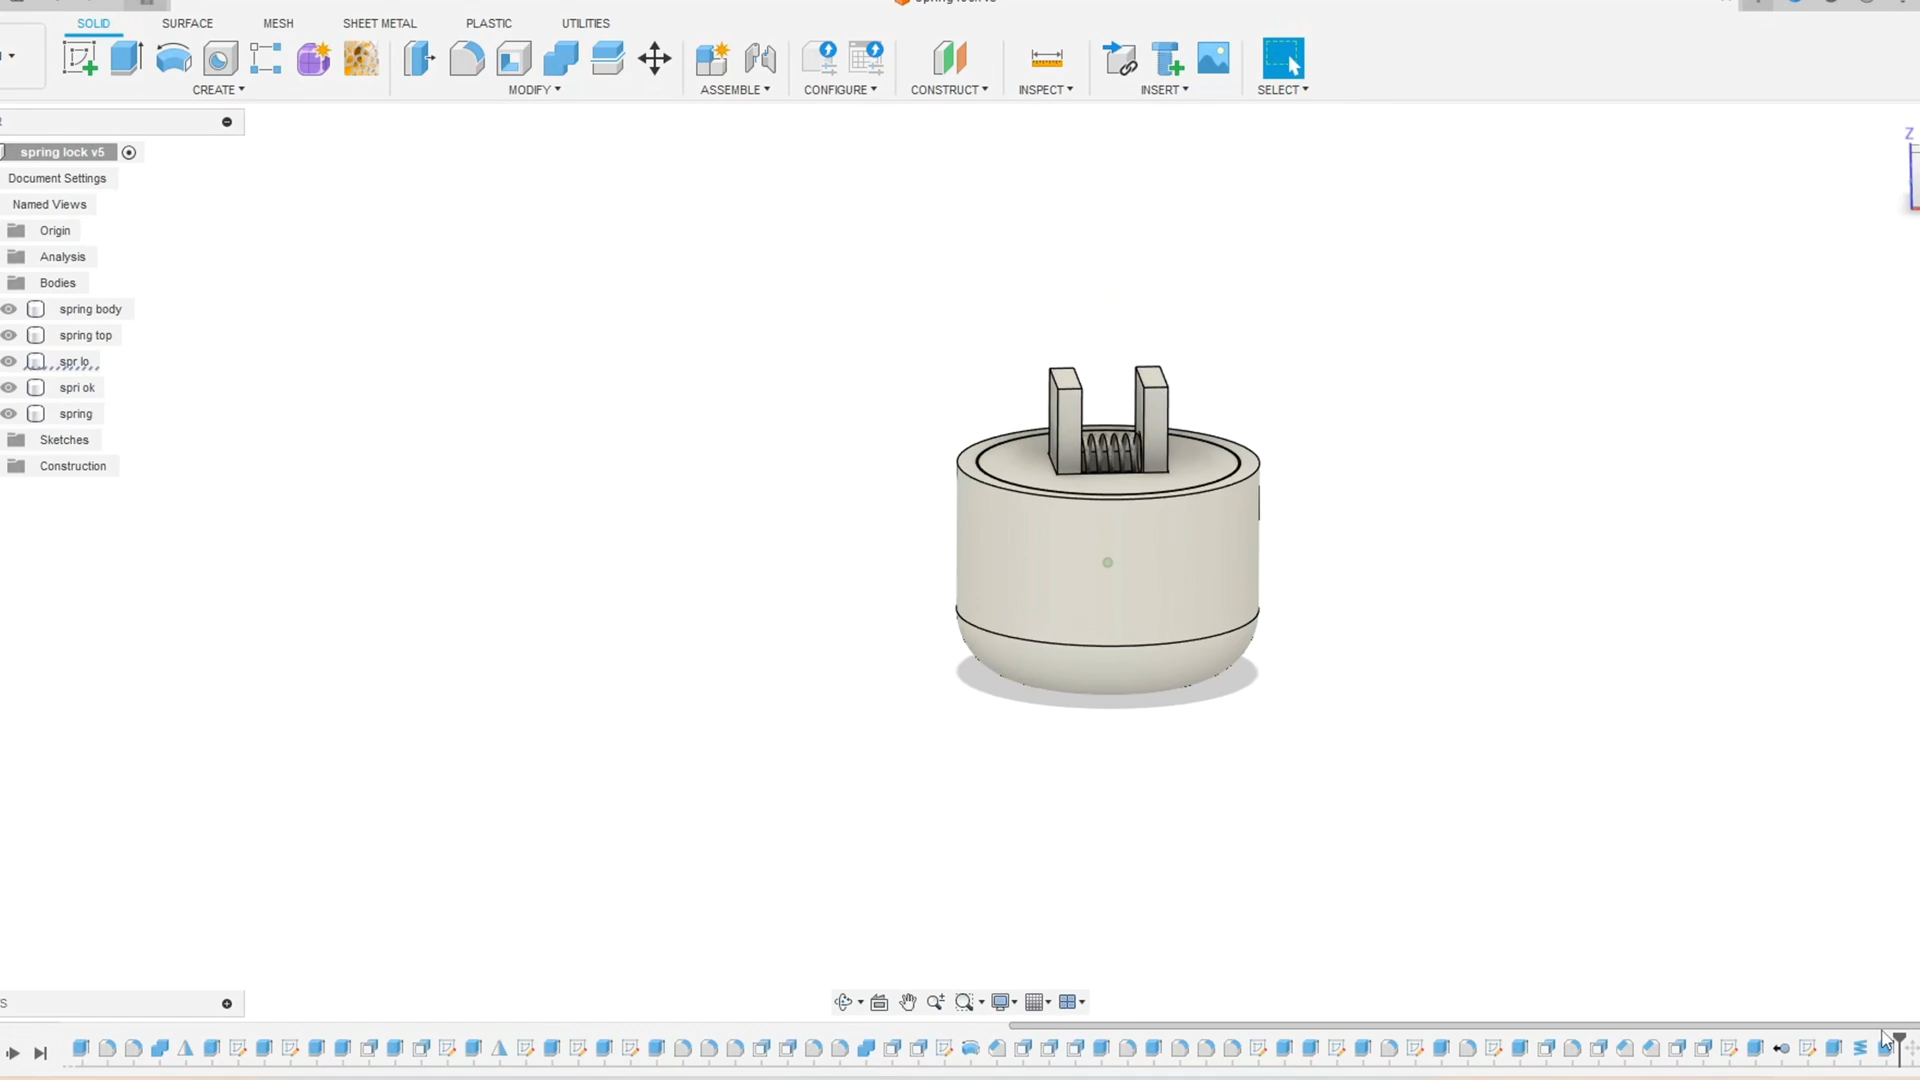 SOLID SURFACE MESH SHEET METAL PLASTIC UTILITIES
CREATE MODIFY ASSEMBLE CONFIGURE CONSTRUCT INSPECT INSERT SELECT
spring lock v5
Document Settings
Named Views
Origin
Analysis
Bodies
spring body
spring top
spr lo
spri ok
spring
Sketches
Construction
Z
S